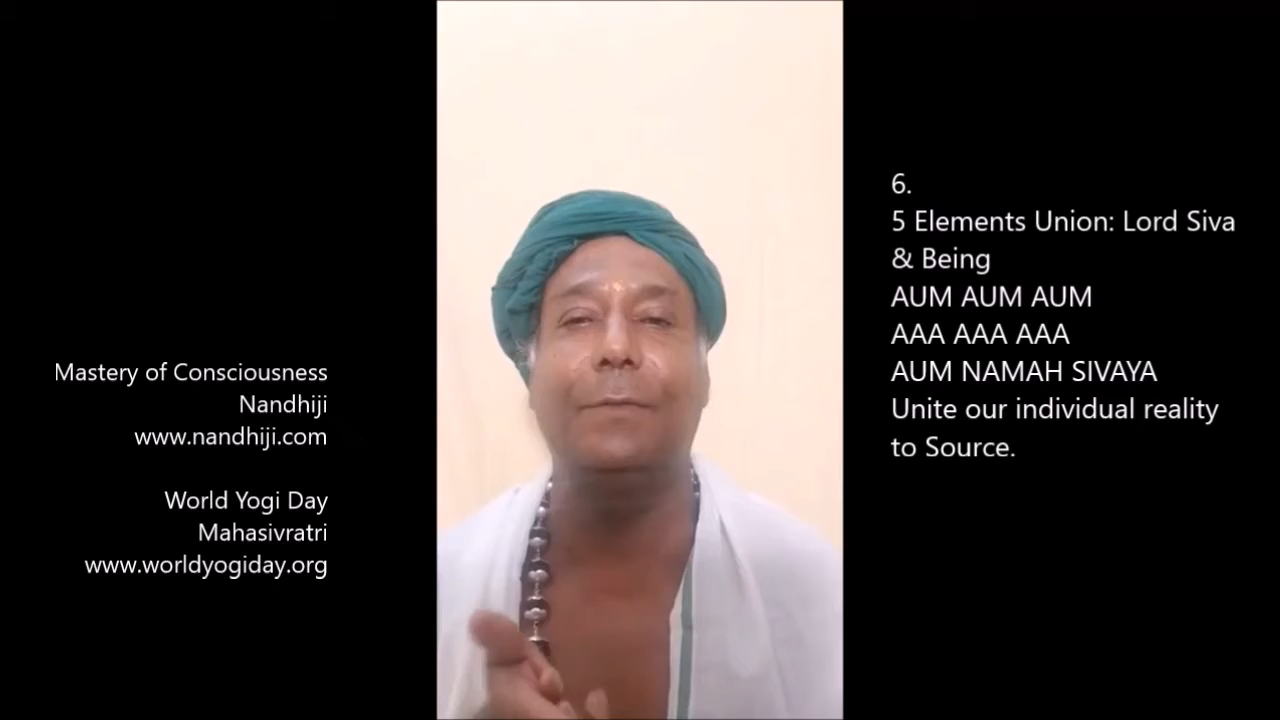 Mastery of Consciousness
Nandhiji
www.nandhiji.com
World Yogi Day
Mahasivratri
www.worldyogiday.org
6.
5 Elements Union: Lord Siva
& Being
AUM AUM AUM
AAA AAA AAA
AUM NAMAH SIVAYA
Unite our individual reality
to Source.